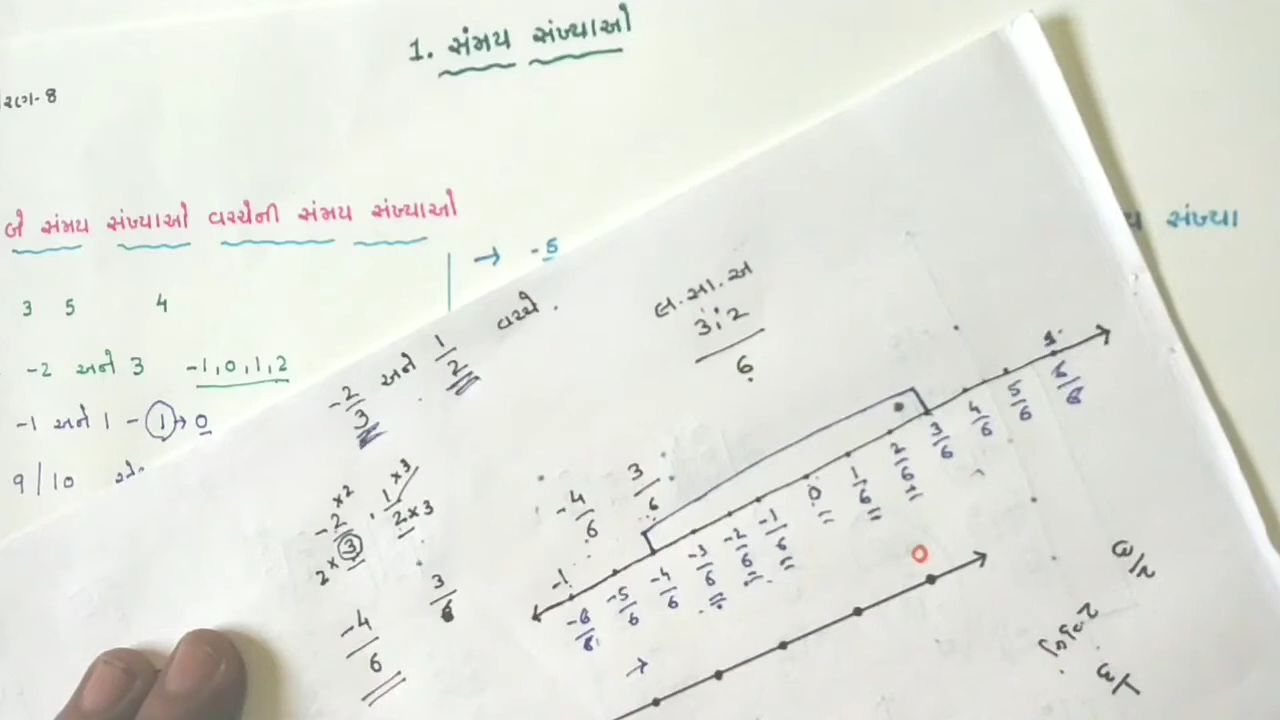 1. સંમય સંખ્યાઓ
રણ-8
બે સંમય સંખ્યાઓ વચ્ચેની સંમય સંખ્યાઓ
→ -5
સંખ્યા
3 5 4
-2 અને 3 -1,0,1,2
-1 અને 1 - 1 → 0
9/10
-2/3 અને 1/2 વચ્ચે.
લ.સા.અ
3, 2
6
-2×2 / 2×3 , 1×3 / 2×3
-4/6 3/6
-4/6 3/6
-1 0 1
-6/6 -5/6 -4/6 -3/6 -2/6 -1/6 0 1/6 2/6 3/6 4/6 5/6 6/6
0